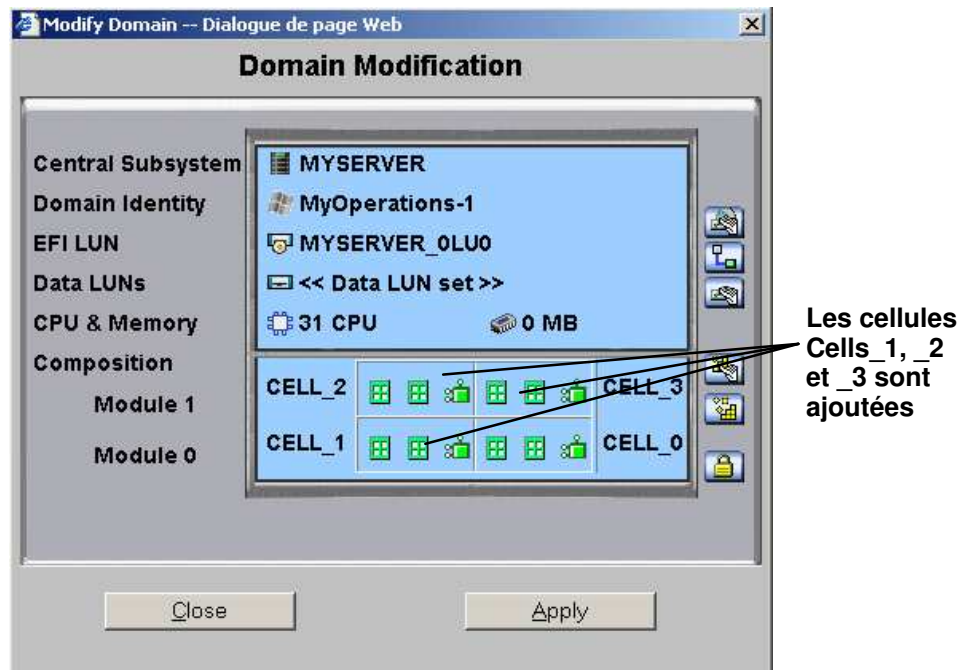 Modify Domain -- Dialogue de page Web
Domain Modification
Central Subsystem MYSERVER
Domain Identity MyOperations-1
EFI LUN MYSERVER_0LU0
Data LUNs << Data LUN set >>
CPU & Memory 31 CPU 0 MB
Composition
Module 1 CELL_2 CELL_3
Module 0 CELL_1 CELL_0
Close Apply
Les cellules
Cells_1, _2
et _3 sont
ajoutées